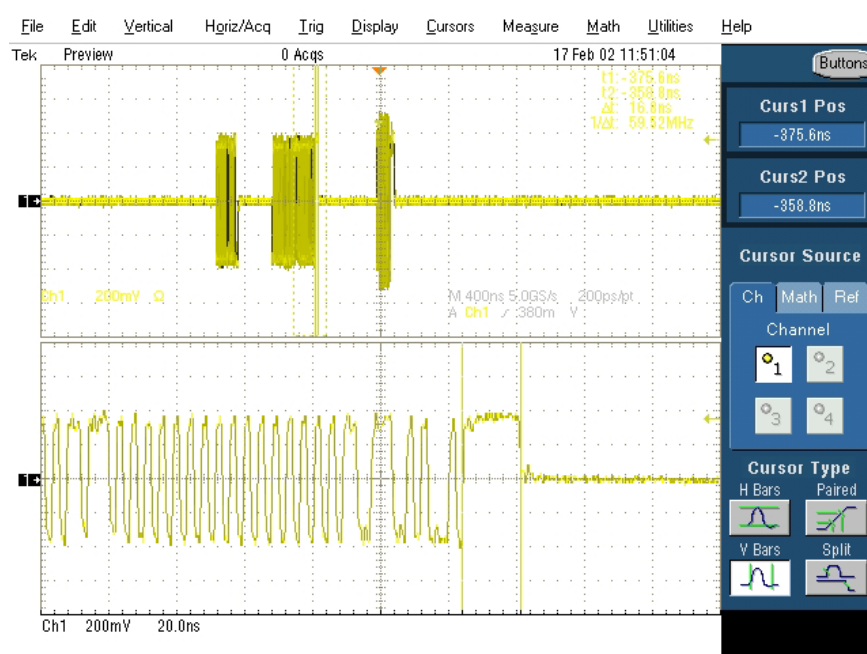 File Edit Vertical Horiz/Acq Trig Display Cursors Measure Math Utilities Help
Tek Preview 0 Acqs 17 Feb 02 11:51:04
Buttons
t1: -375.6ns
t2: -358.8ns
Δt: 16.8ns
1/Δt: 59.52MHz
Curs1 Pos
-375.6ns
Curs2 Pos
1
-358.8ns
Cursor Source
Ch1 200mV Ω M 400ns 5.0GS/s 200ps/pt
A Ch1 / .380m V
Ch Math Ref
Channel
1 2
3 4
Cursor Type
1
H Bars Paired
V Bars Split
Ch1 200mV 20.0ns